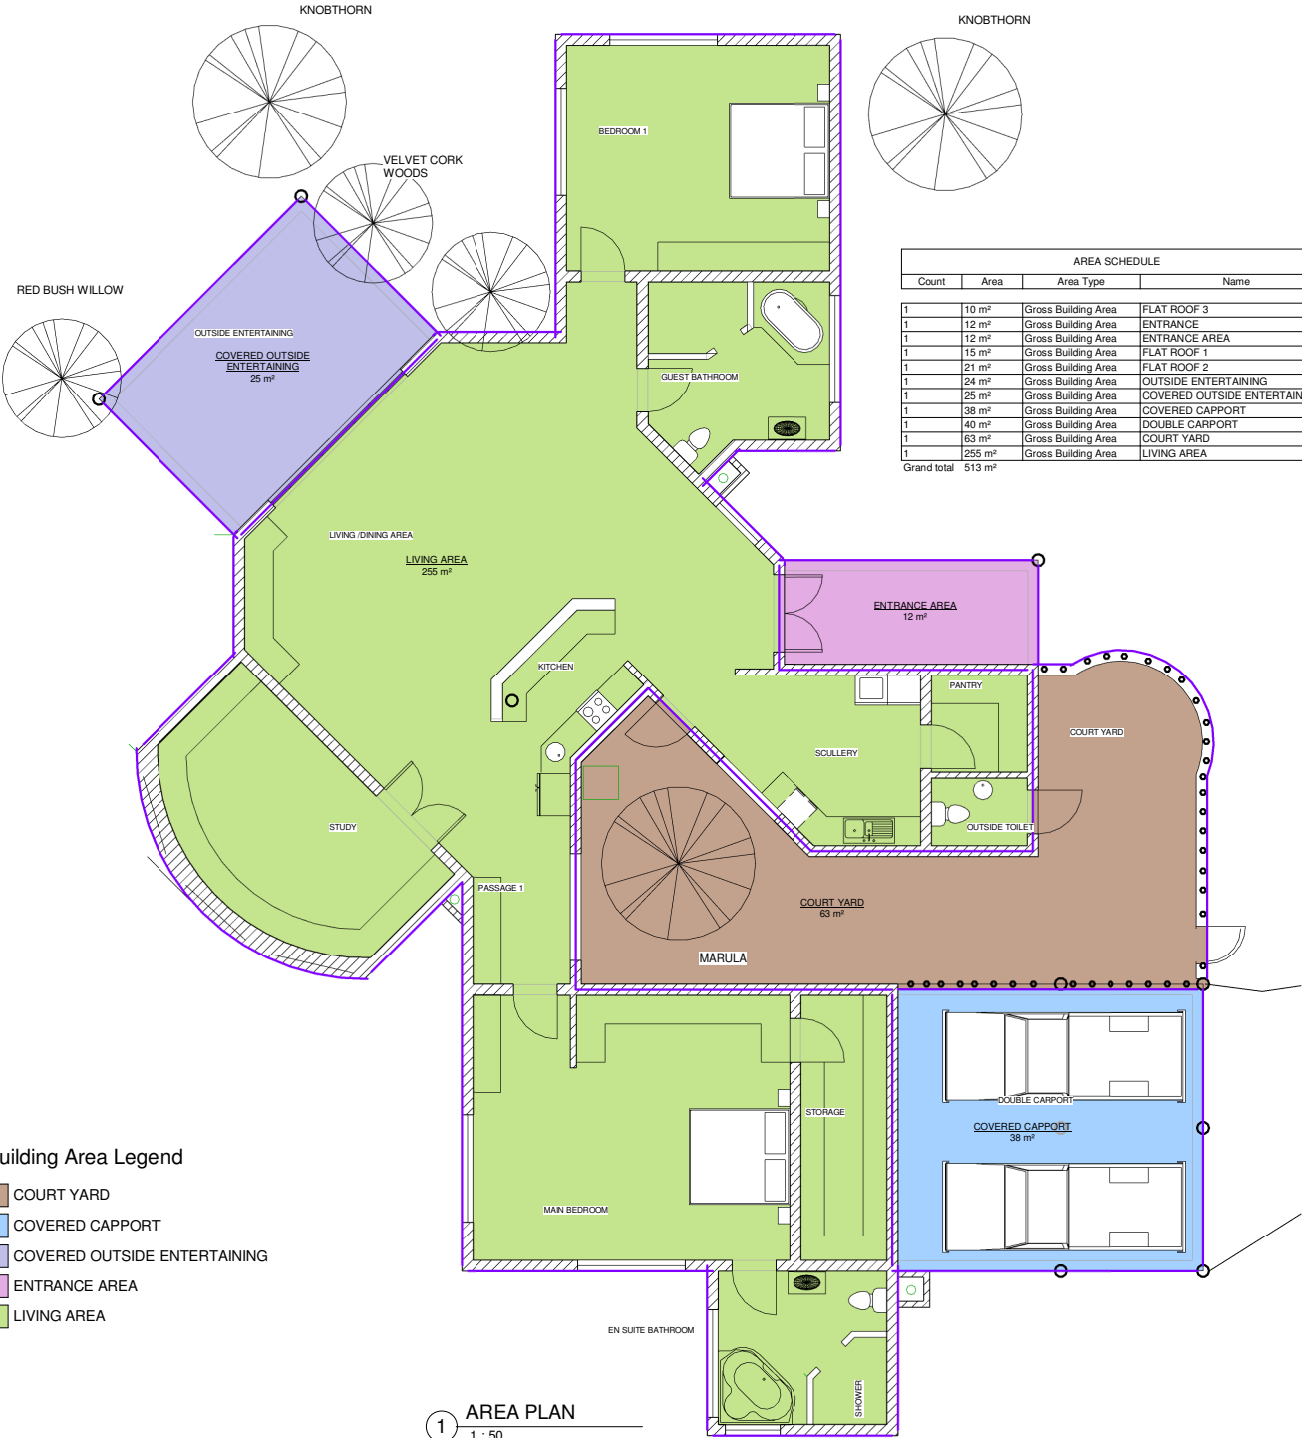 KNOBTHORN
KNOBTHORN
VELVET CORK
WOODS
BEDROOM 1
RED BUSH WILLOW
OUTSIDE ENTERTAINING
COVERED OUTSIDE
ENTERTAINING
25 m²
GUEST BATHROOM
AREA SCHEDULE
Count Area Area Type Name
1 10 m² Gross Building Area FLAT ROOF 3
1 12 m² Gross Building Area ENTRANCE
1 12 m² Gross Building Area ENTRANCE AREA
1 15 m² Gross Building Area FLAT ROOF 1
1 21 m² Gross Building Area FLAT ROOF 2
1 24 m² Gross Building Area OUTSIDE ENTERTAINING
1 25 m² Gross Building Area COVERED OUTSIDE ENTERTAIN
1 38 m² Gross Building Area COVERED CAPPORT
1 40 m² Gross Building Area DOUBLE CARPORT
1 63 m² Gross Building Area COURT YARD
1 255 m² Gross Building Area LIVING AREA
Grand total 513 m²
LIVING /DINING AREA
LIVING AREA
255 m²
ENTRANCE AREA
12 m²
KITCHEN
PANTRY
COURT YARD
SCULLERY
STUDY
OUTSIDE TOILET
PASSAGE 1
COURT YARD
63 m²
MARULA
DOUBLE CARPORT
COVERED CAPPORT
38 m²
STORAGE
MAIN BEDROOM
uilding Area Legend
COURT YARD
COVERED CAPPORT
COVERED OUTSIDE ENTERTAINING
ENTRANCE AREA
LIVING AREA
EN SUITE BATHROOM
SHOWER
1 AREA PLAN
1 : 50